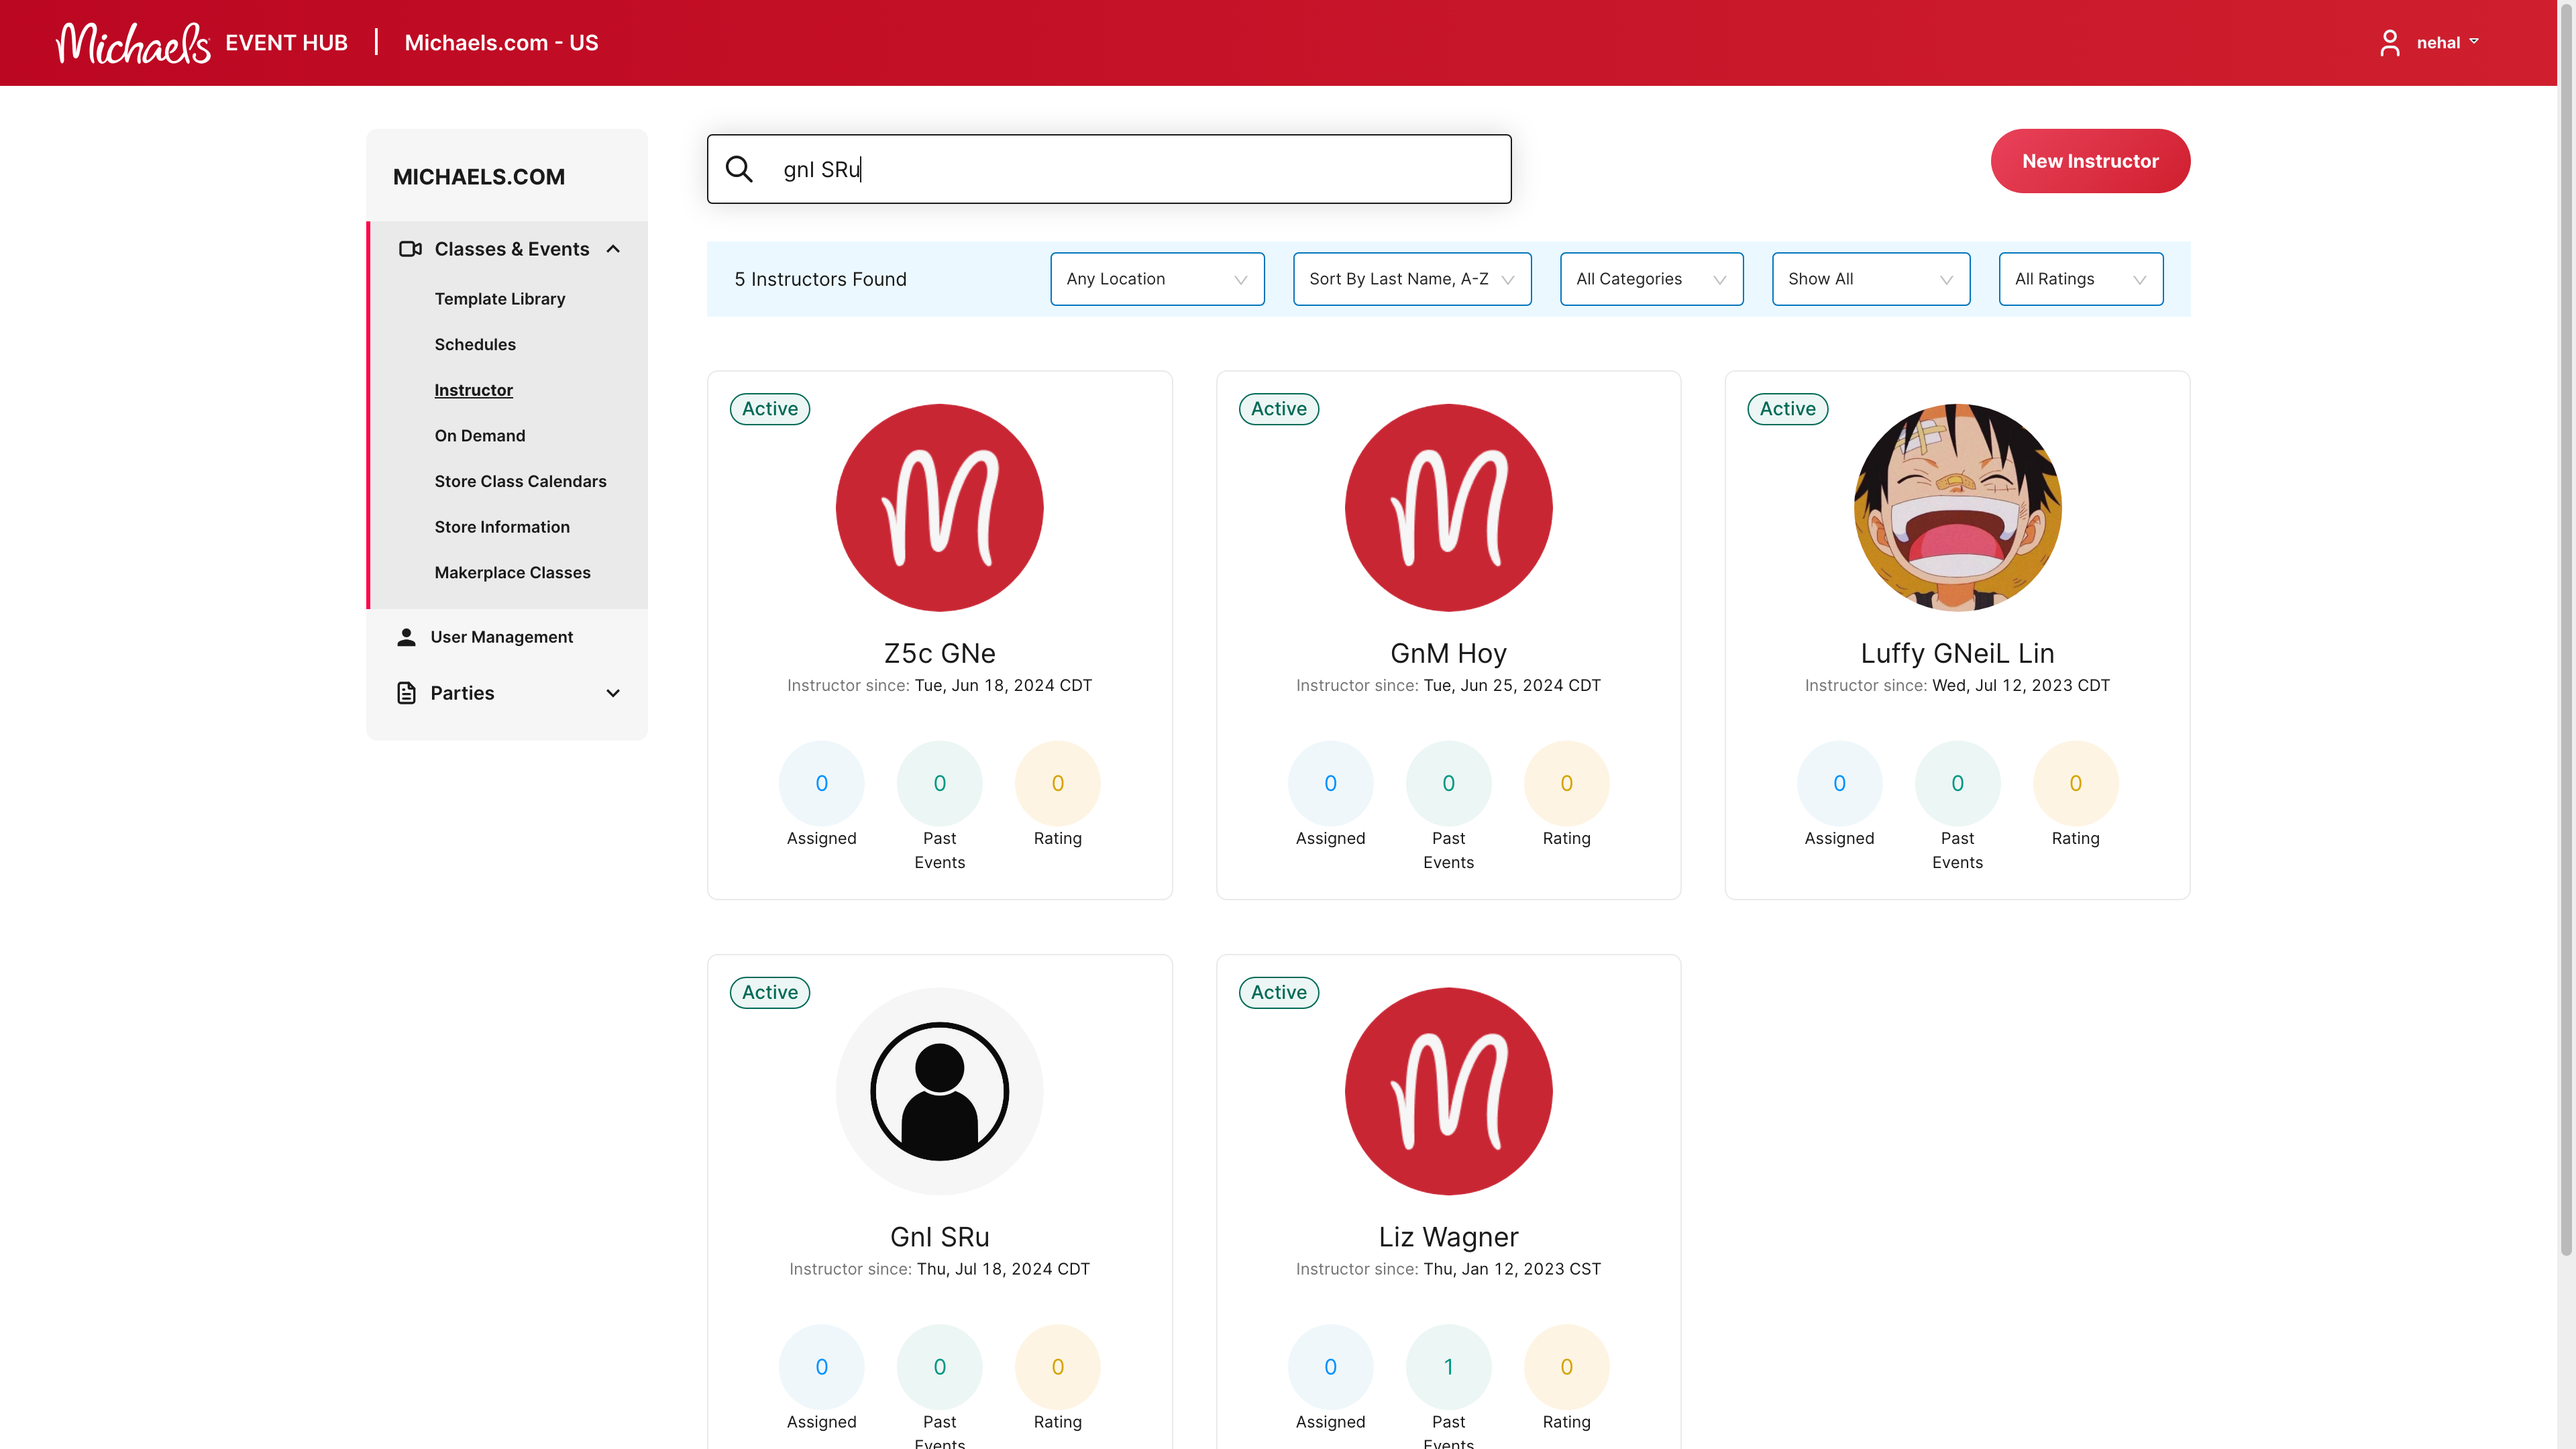 Michaels EVENT HUB | Michaels.com - US
nehal
MICHAELS.COM
Classes & Events
Template Library
Schedules
Instructor
On Demand
Store Class Calendars
Store Information
Makerplace Classes
User Management
Parties
gnI SRu
New Instructor
5 Instructors Found
Any Location
Sort By Last Name, A-Z
All Categories
Show All
All Ratings
Active
Z5c GNe
Instructor since: Tue, Jun 18, 2024 CDT
0
Assigned
0
Past
Events
0
Rating
Active
GnM Hoy
Instructor since: Tue, Jun 25, 2024 CDT
0
Assigned
0
Past
Events
0
Rating
Active
Luffy GNeiL Lin
Instructor since: Wed, Jul 12, 2023 CDT
0
Assigned
0
Past
Events
0
Rating
Active
GnI SRu
Instructor since: Thu, Jul 18, 2024 CDT
0
Assigned
0
Past
Events
0
Rating
Active
Liz Wagner
Instructor since: Thu, Jan 12, 2023 CST
0
Assigned
1
Past
Events
0
Rating